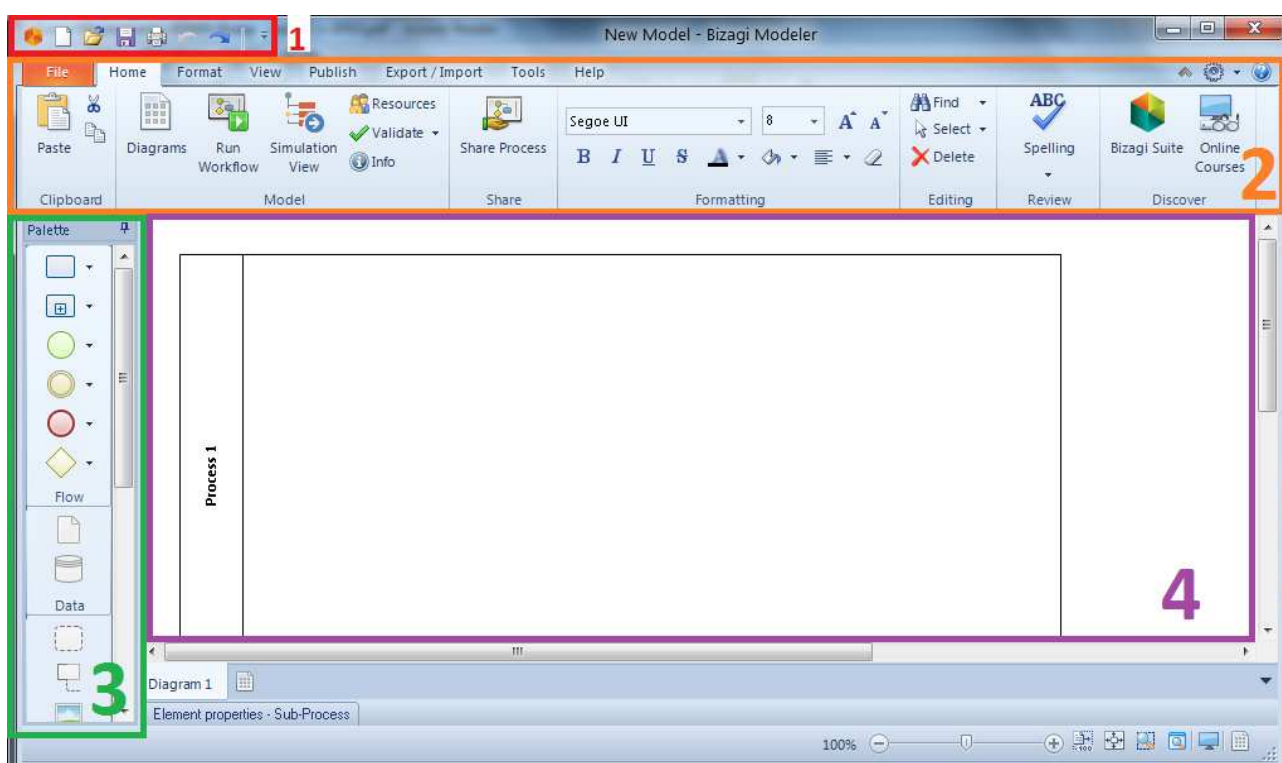 1
New Model - Bizagi Modeler
File Home Format View Publish Export / Import Tools Help
Paste
Diagrams
Run
Workflow
Simulation
View
Resources
Validate
Info
Share Process
Segoe UI 8 A A
B I U S A
Find
Select
Delete
ABC
Spelling
Bizagi Suite
Online
Courses
2
Clipboard Model Share Formatting Editing Review Discover
Palette
Flow
Data
3
Process 1
4
Diagram 1
Element properties - Sub-Process
100%
100